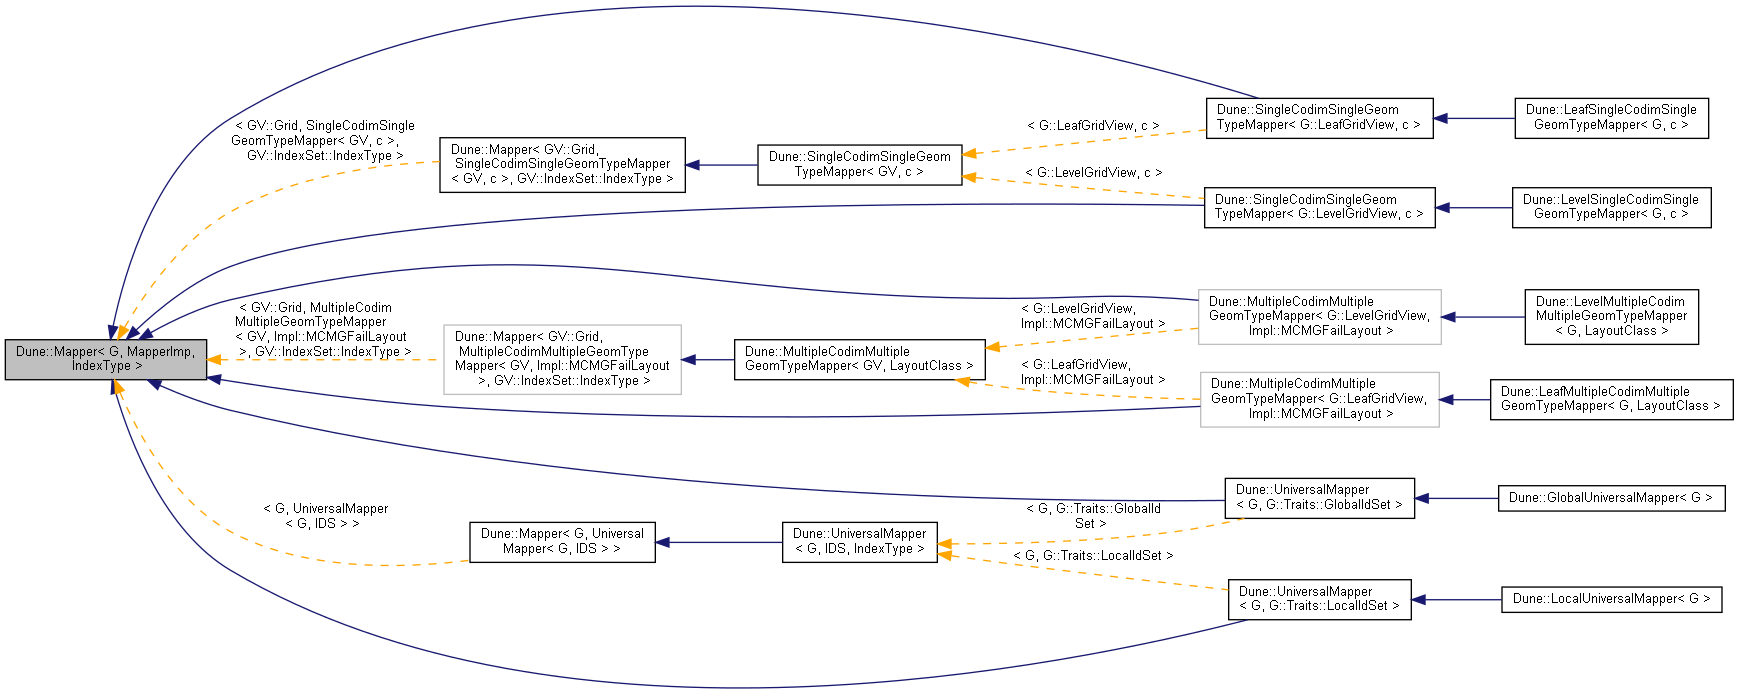 Dune::Mapper< G, MapperImp,
IndexType >
< GV::Grid, SingleCodimSingle
GeomTypeMapper< GV, c >,
GV::IndexSet::IndexType >
Dune::Mapper< GV::Grid,
SingleCodimSingleGeomTypeMapper
< GV, c >, GV::IndexSet::IndexType >
Dune::SingleCodimSingleGeom
TypeMapper< GV, c >
< G::LeafGridView, c >
Dune::SingleCodimSingleGeom
TypeMapper< G::LeafGridView, c >
Dune::LeafSingleCodimSingle
GeomTypeMapper< G, c >
< G::LevelGridView, c >
Dune::SingleCodimSingleGeom
TypeMapper< G::LevelGridView, c >
Dune::LevelSingleCodimSingle
GeomTypeMapper< G, c >
< GV::Grid, MultipleCodim
MultipleGeomTypeMapper
< GV, Impl::MCMGFailLayout
>, GV::IndexSet::IndexType >
Dune::Mapper< GV::Grid,
MultipleCodimMultipleGeomType
Mapper< GV, Impl::MCMGFailLayout
>, GV::IndexSet::IndexType >
Dune::MultipleCodimMultiple
GeomTypeMapper< GV, LayoutClass >
< G::LevelGridView,
Impl::MCMGFailLayout >
Dune::MultipleCodimMultiple
GeomTypeMapper< G::LevelGridView,
Impl::MCMGFailLayout >
Dune::LevelMultipleCodim
MultipleGeomTypeMapper
< G, LayoutClass >
< G::LeafGridView,
Impl::MCMGFailLayout >
Dune::MultipleCodimMultiple
GeomTypeMapper< G::LeafGridView,
Impl::MCMGFailLayout >
Dune::LeafMultipleCodimMultiple
GeomTypeMapper< G, LayoutClass >
< G, UniversalMapper
< G, IDS > >
Dune::Mapper< G, Universal
Mapper< G, IDS > >
Dune::UniversalMapper
< G, IDS, IndexType >
< G, G::Traits::GlobalId
Set >
Dune::UniversalMapper
< G, G::Traits::GlobalIdSet >
Dune::GlobalUniversalMapper< G >
< G, G::Traits::LocalIdSet >
Dune::UniversalMapper
< G, G::Traits::LocalIdSet >
Dune::LocalUniversalMapper< G >